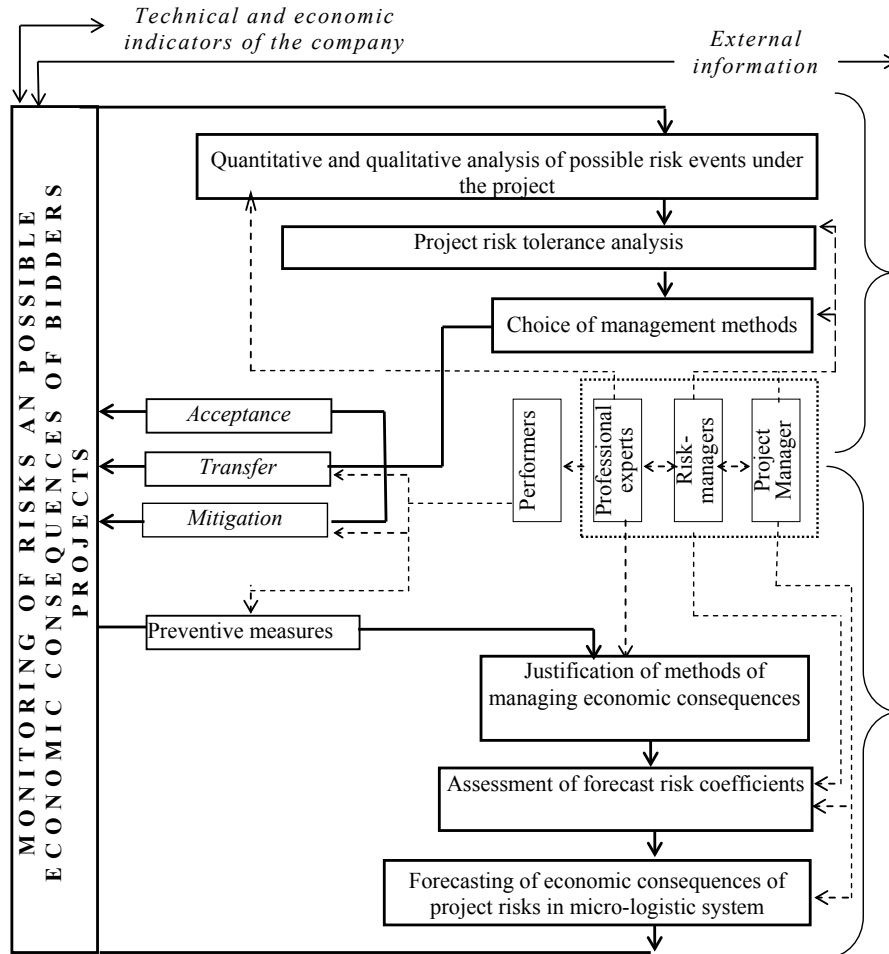 Technical and economic
indicators of the company
External
information
MONITORING OF RISKS AN POSSIBLE
ECONOMIC CONSEQUENCES OF BIDDERS
PROJECTS
Quantitative and qualitative analysis of possible risk events under
the project
Project risk tolerance analysis
Choice of management methods
Acceptance
Transfer
Mitigation
Performers
Professional
experts
Risk-
managers
Project
Manager
Preventive measures
Justification of methods of
managing economic consequences
Assessment of forecast risk coefficients
Forecasting of economic consequences of
project risks in micro-logistic system